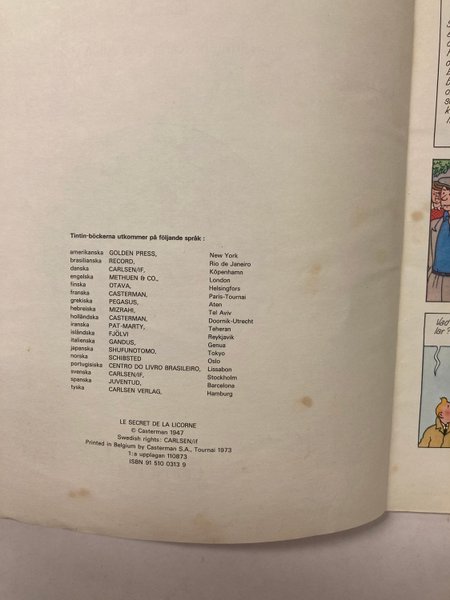 Tintin-böckerna utkommer på följande språk :
amerikanska GOLDEN PRESS, New York
brasilianska RECORD, Rio de Janeiro
danska CARLSEN/IF, Köpenhamn
engelska METHUEN & CO., London
finska OTAVA, Helsingfors
franska CASTERMAN, Paris-Tournai
grekiska PEGASUS, Aten
hebreiska MIZRAHI, Tel Aviv
holländska CASTERMAN, Doornik-Utrecht
iranska PAT-MARTY, Teheran
isländska FJÖLVI Reykjavik
italienska GANDUS, Genua
japanska SHUFUNOTOMO, Tokyo
norska SCHIBSTED Oslo
portugisiska CENTRO DO LIVRO BRASILEIRO, Lissabon
svenska CARLSEN/IF, Stockholm
spanska JUVENTUD, Barcelona
tyska CARLSEN VERLAG, Hamburg
LE SECRET DE LA LICORNE
© Casterman 1947
Swedish rights : CARLSEN/if
Printed in Belgium by Casterman S.A., Tournai 1973
1:a upplagan 110873
ISBN 91 510 0313 9